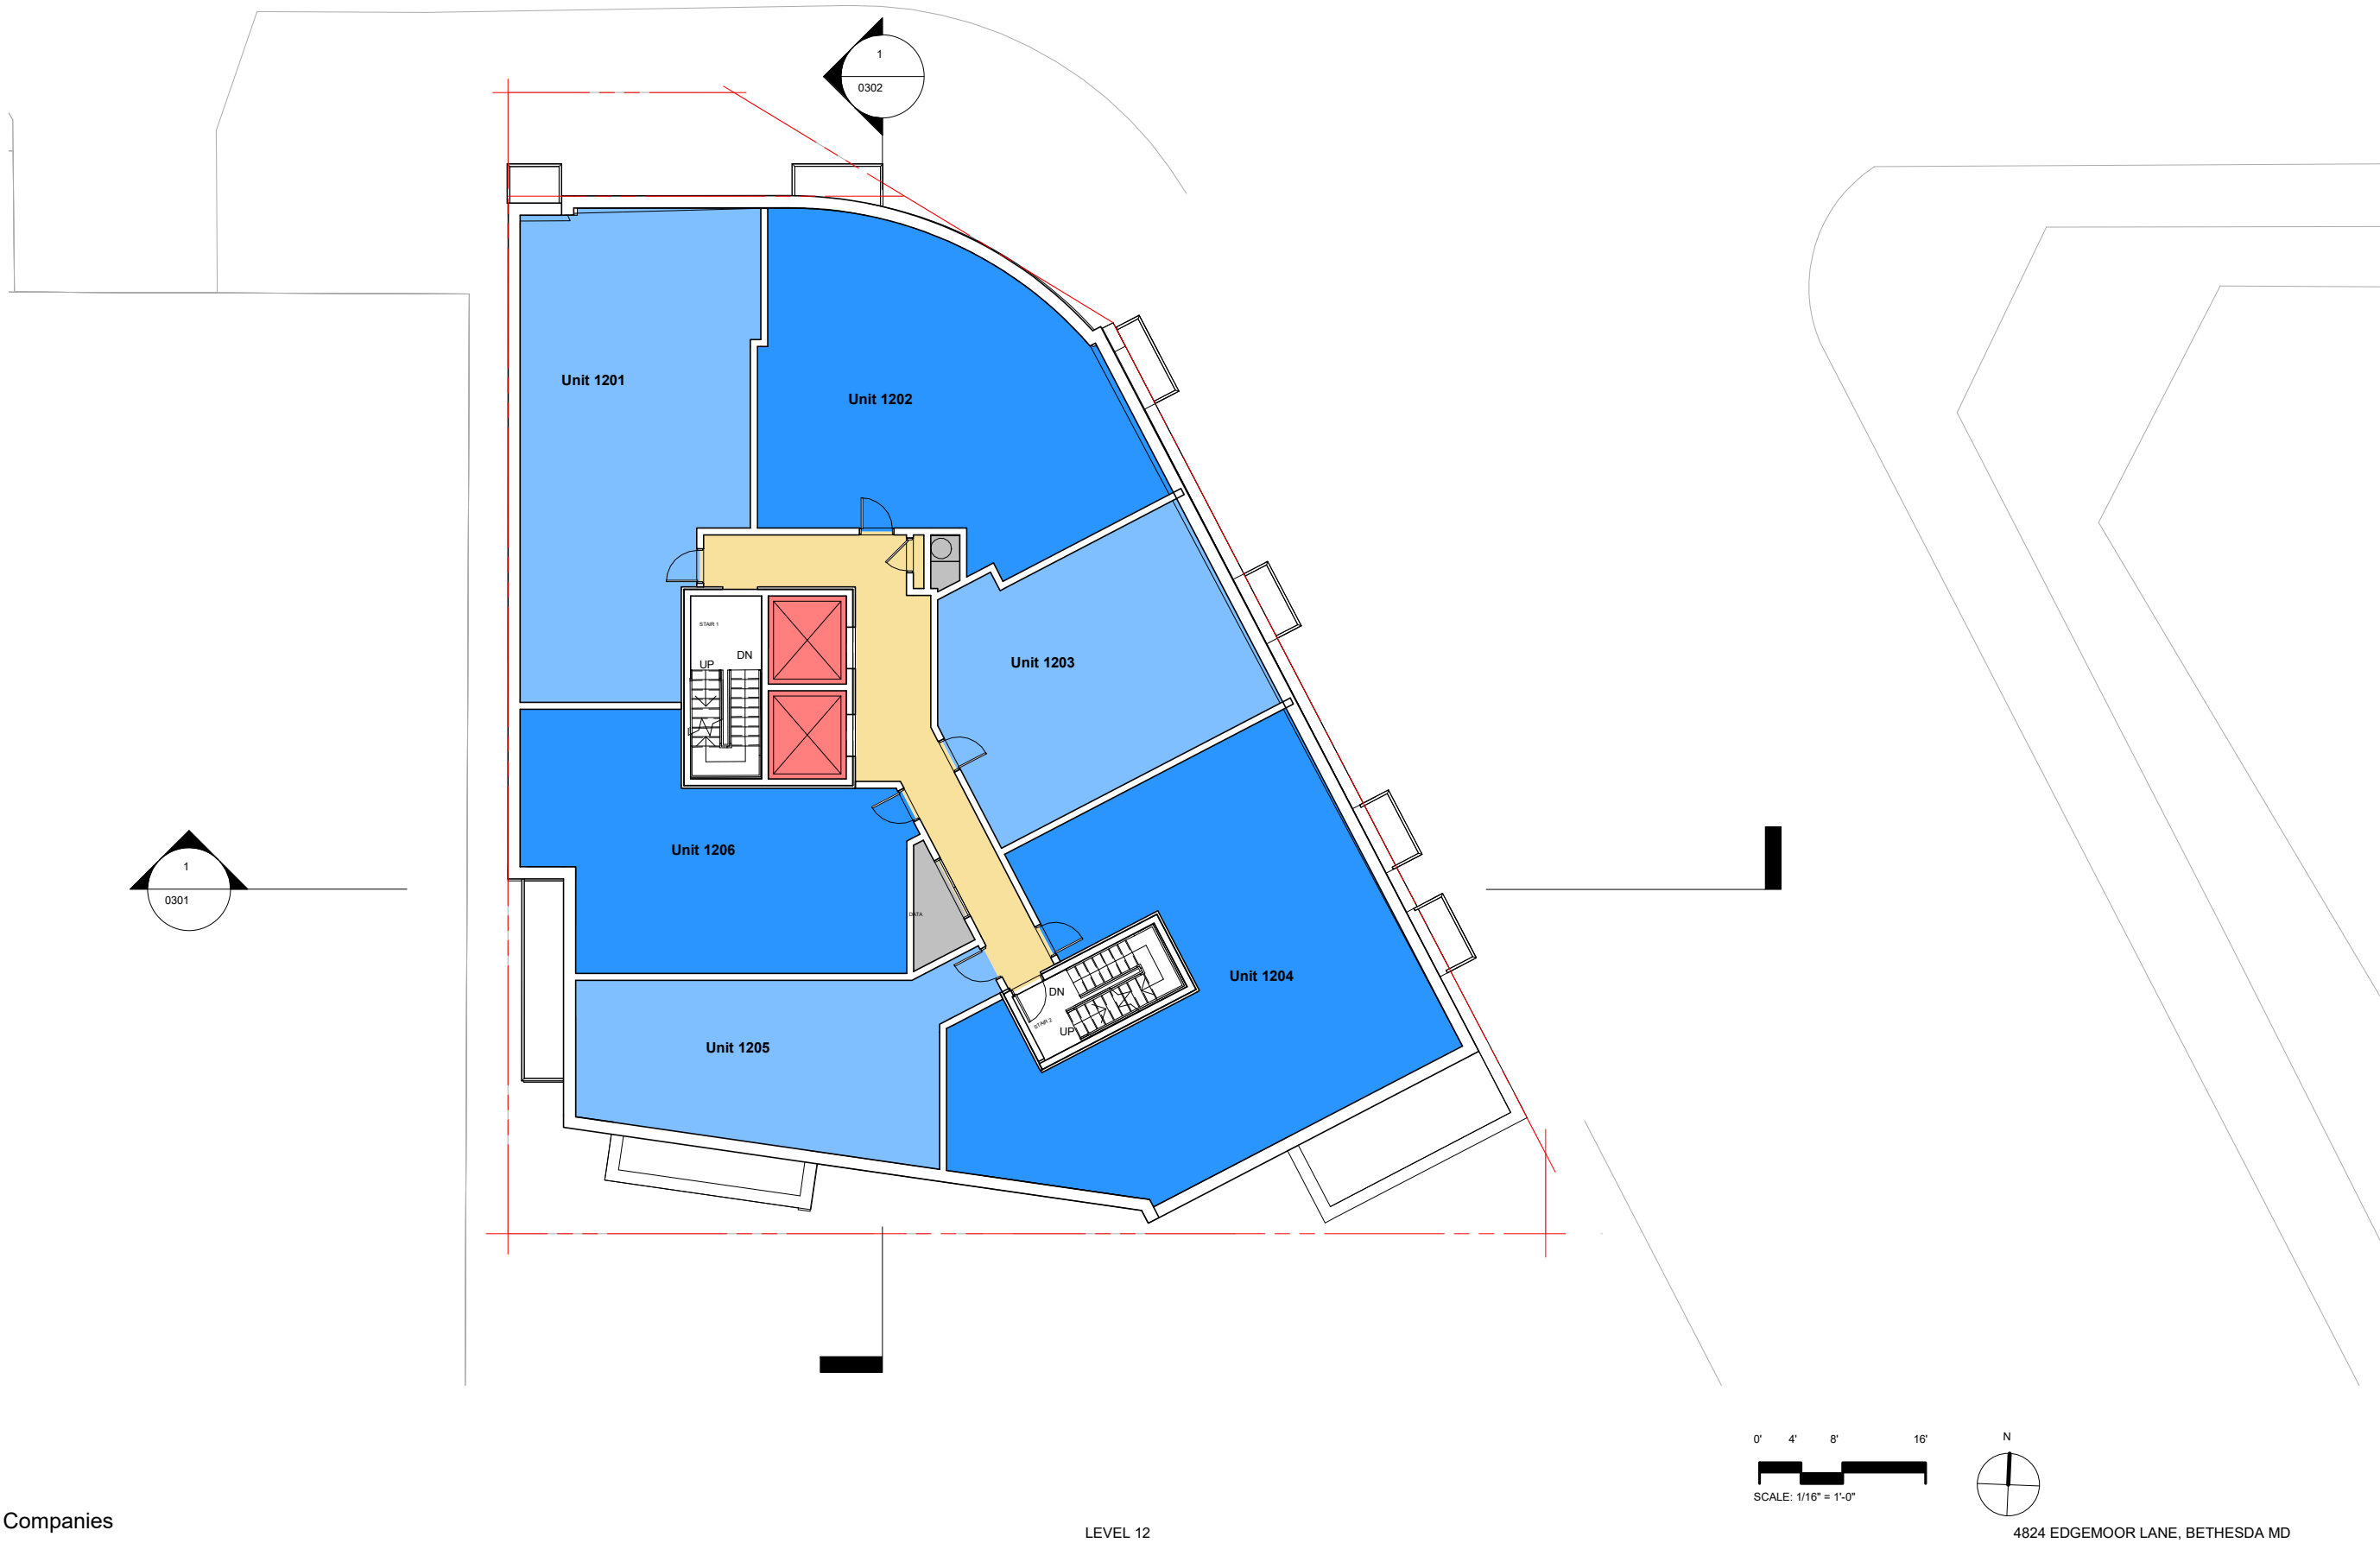 1
0302
Unit 1201
Unit 1202
STAIR 1
UP
DN
Unit 1203
Unit 1206
1
0301
DATA
Unit 1204
DN
STAIR 2
UP
Unit 1205
0' 4' 8' 16'
N
SCALE: 1/16" = 1'-0"
Companies
LEVEL 12
4824 EDGEMOOR LANE, BETHESDA MD